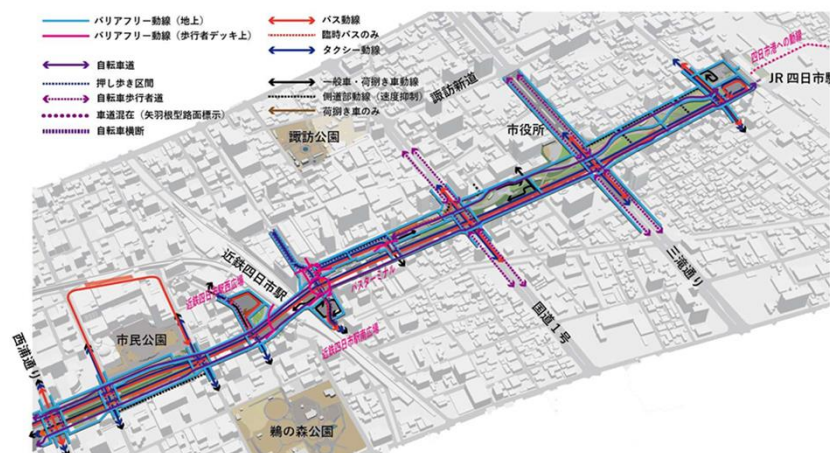 バリアフリー動線（地上）
バリアフリー動線（歩行者デッキ上）
自転車道
押し歩き区間
自転車歩行者道
車道混在（矢羽根型路面標示）
自転車横断
バス動線
臨時バスのみ
タクシー動線
一般車・荷捌き車動線
側道部動線（速度抑制）
荷捌き車のみ
四日市港への動線
JR 四日市駅
諏訪新道
市役所
諏訪公園
三滝通り
近鉄四日市駅
バスターミナル
近鉄四日市駅西広場
国道1号
市民公園
近鉄四日市駅南広場
西浦通り
鵜の森公園